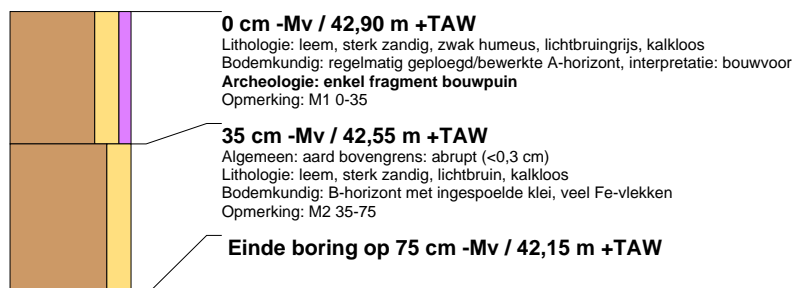 0 cm -Mv / 42,90 m +TAW
Lithologie: leem, sterk zandig, zwak humeus, lichtbruingrijs, kalkloos
Bodemkundig: regelmatig geploegd/bewerkte A-horizont, interpretatie: bouwvoor
Archeologie: enkel fragment bouwpuin
Opmerking: M1 0-35
35 cm -Mv / 42,55 m +TAW
Algemeen: aard bovengrens: abrupt (<0,3 cm)
Lithologie: leem, sterk zandig, lichtbruin, kalkloos
Bodemkundig: B-horizont met ingespoelde klei, veel Fe-vlekken
Opmerking: M2 35-75
Einde boring op 75 cm -Mv / 42,15 m +TAW